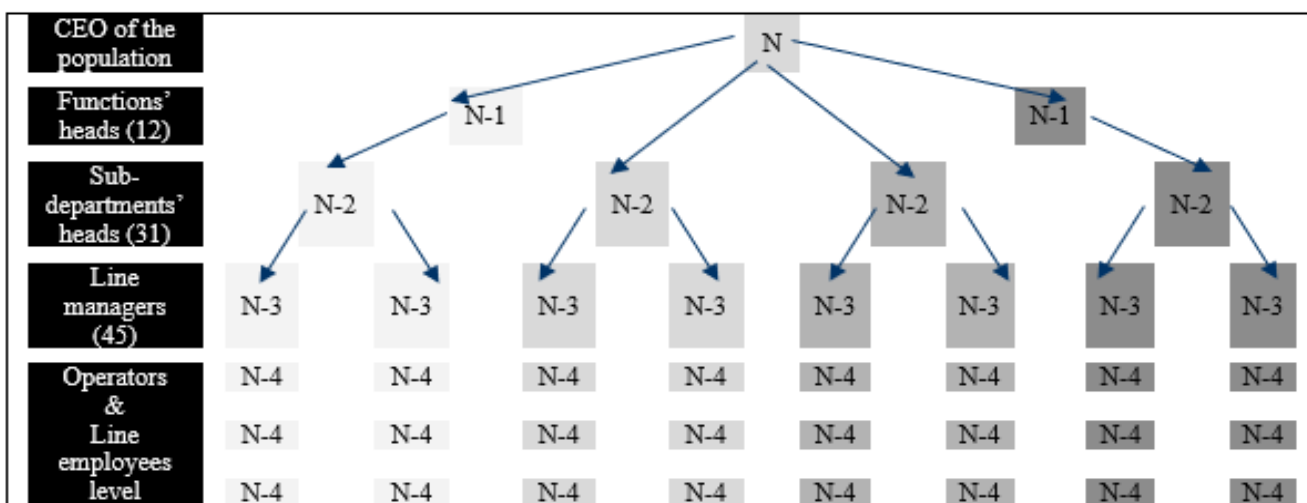 CEO of the
population
N
Functions’
heads (12)
N-1 N-1
Sub-
departments’
heads (31)
N-2 N-2 N-2 N-2
Line
managers
(45)
N-3 N-3 N-3 N-3 N-3 N-3 N-3 N-3
Operators
&
Line
employees
level
N-4 N-4 N-4 N-4 N-4 N-4 N-4 N-4
N-4 N-4 N-4 N-4 N-4 N-4 N-4 N-4
N-4 N-4 N-4 N-4 N-4 N-4 N-4 N-4